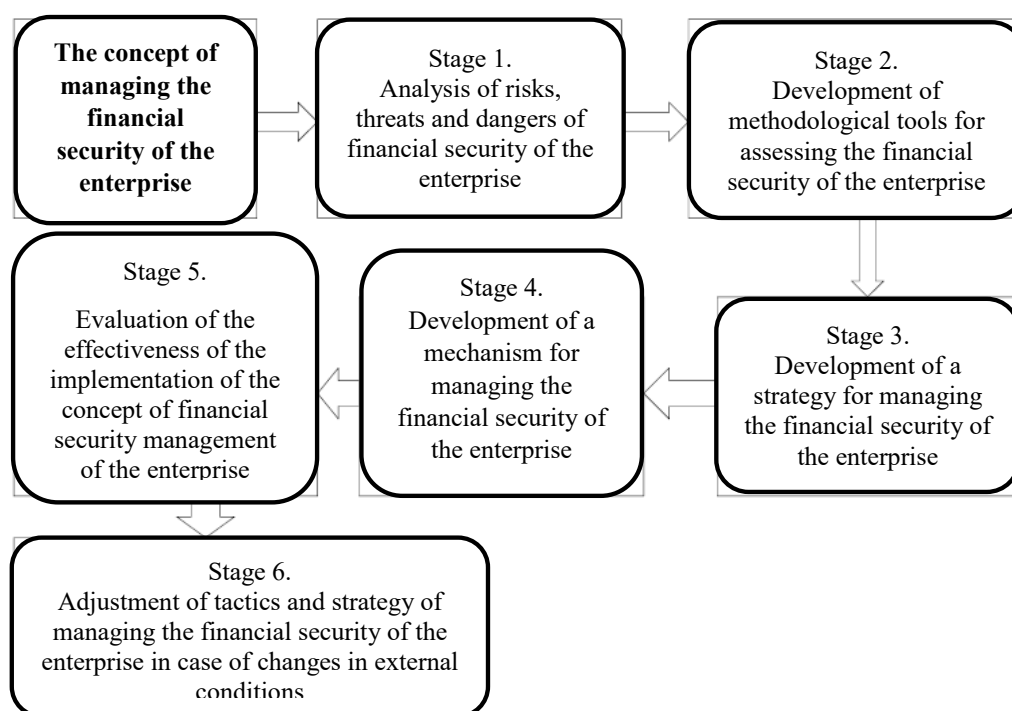 The concept of
managing the
financial
security of the
enterprise
Stage 1.
Analysis of risks,
threats and dangers of
financial security of the
enterprise
Stage 2.
Development of
methodological tools for
assessing the financial
security of the enterprise
Stage 3.
Development of a
strategy for managing
the financial security of
the enterprise
Stage 4.
Development of a
mechanism for
managing the
financial security of
the enterprise
Stage 5.
Evaluation of the
effectiveness of the
implementation of the
concept of financial
security management
of the enterprise
Stage 6.
Adjustment of tactics and strategy of
managing the financial security of the
enterprise in case of changes in external
conditions